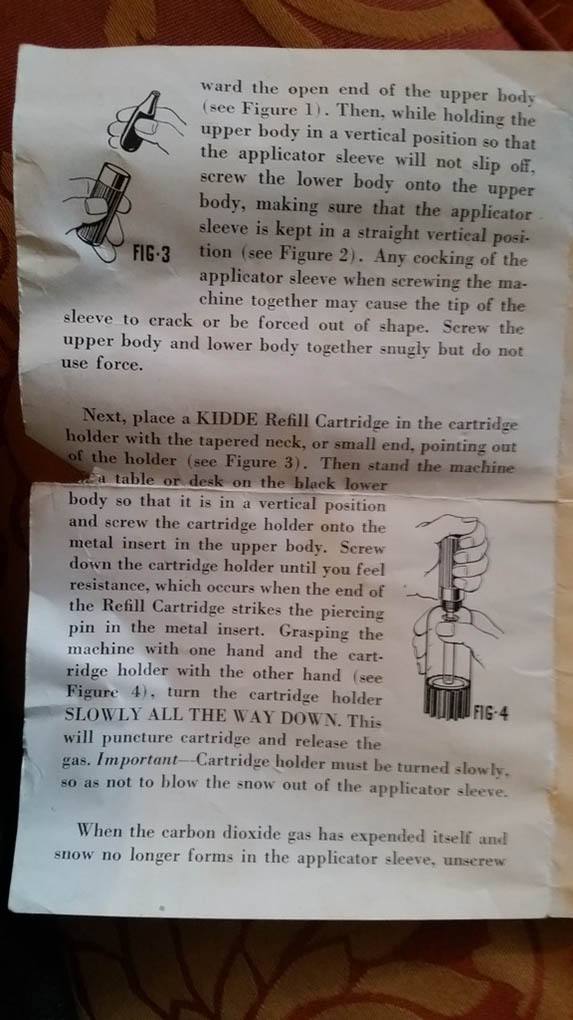 ward the open end of the upper body
(see Figure 1). Then, while holding the
upper body in a vertical position so that
the applicator sleeve will not slip off,
screw the lower body onto the upper
body, making sure that the applicator
sleeve is kept in a straight vertical posi-
tion (see Figure 2). Any cocking of the
applicator sleeve when screwing the ma-
chine together may cause the tip of the
sleeve to crack or be forced out of shape. Screw the
upper body and lower body together snugly but do not
use force.
FIG·3
Next, place a KIDDE Refill Cartridge in the cartridge
holder with the tapered neck, or small end, pointing out
of the holder (see Figure 3). Then stand the machine
a table or desk on the black lower
body so that it is in a vertical position
and screw the cartridge holder onto the
metal insert in the upper body. Screw
down the cartridge holder until you feel
resistance, which occurs when the end of
the Refill Cartridge strikes the piercing
pin in the metal insert. Grasping the
machine with one hand and the cart-
ridge holder with the other hand (see
Figure 4), turn the cartridge holder
SLOWLY ALL THE WAY DOWN. This
will puncture cartridge and release the
gas. Important—Cartridge holder must be turned slowly,
so as not to blow the snow out of the applicator sleeve.
FIG·4
When the carbon dioxide gas has expended itself and
snow no longer forms in the applicator sleeve, unscrew